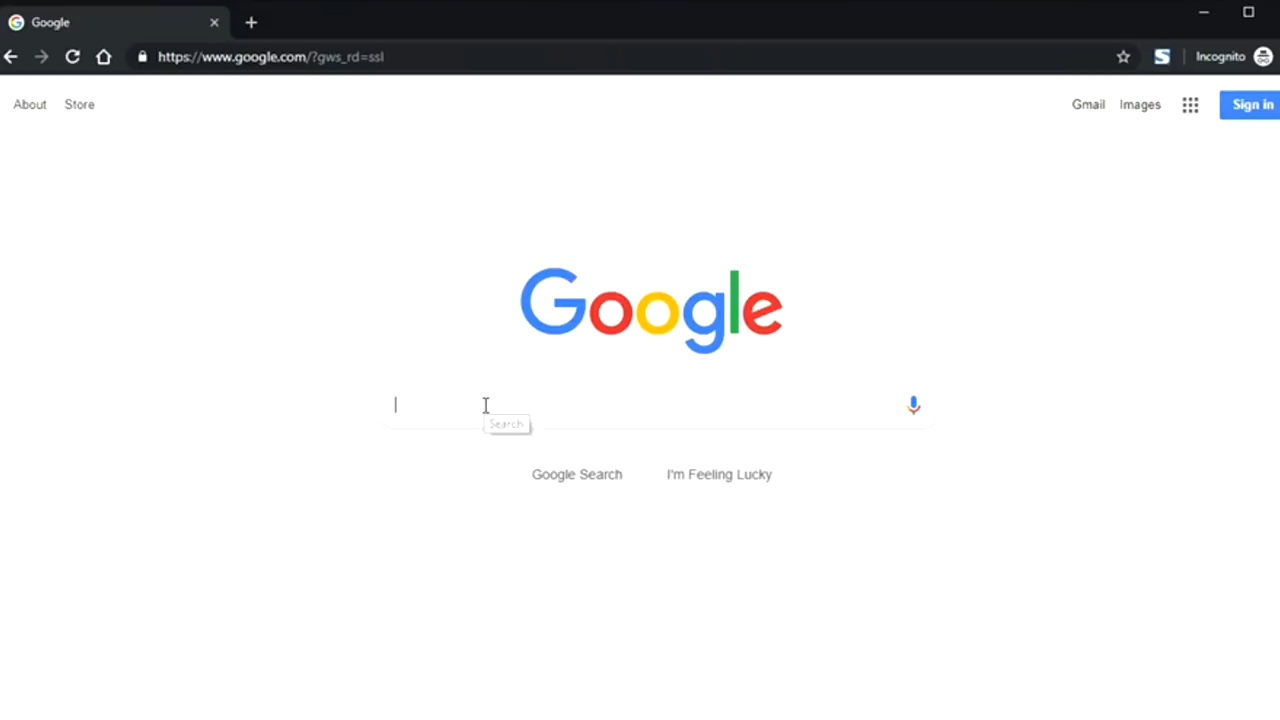 Google
https://www.google.com/?gws_rd=ssl
Incognito
About Store
Gmail Images
Sign in
Google
Search
Google Search I'm Feeling Lucky